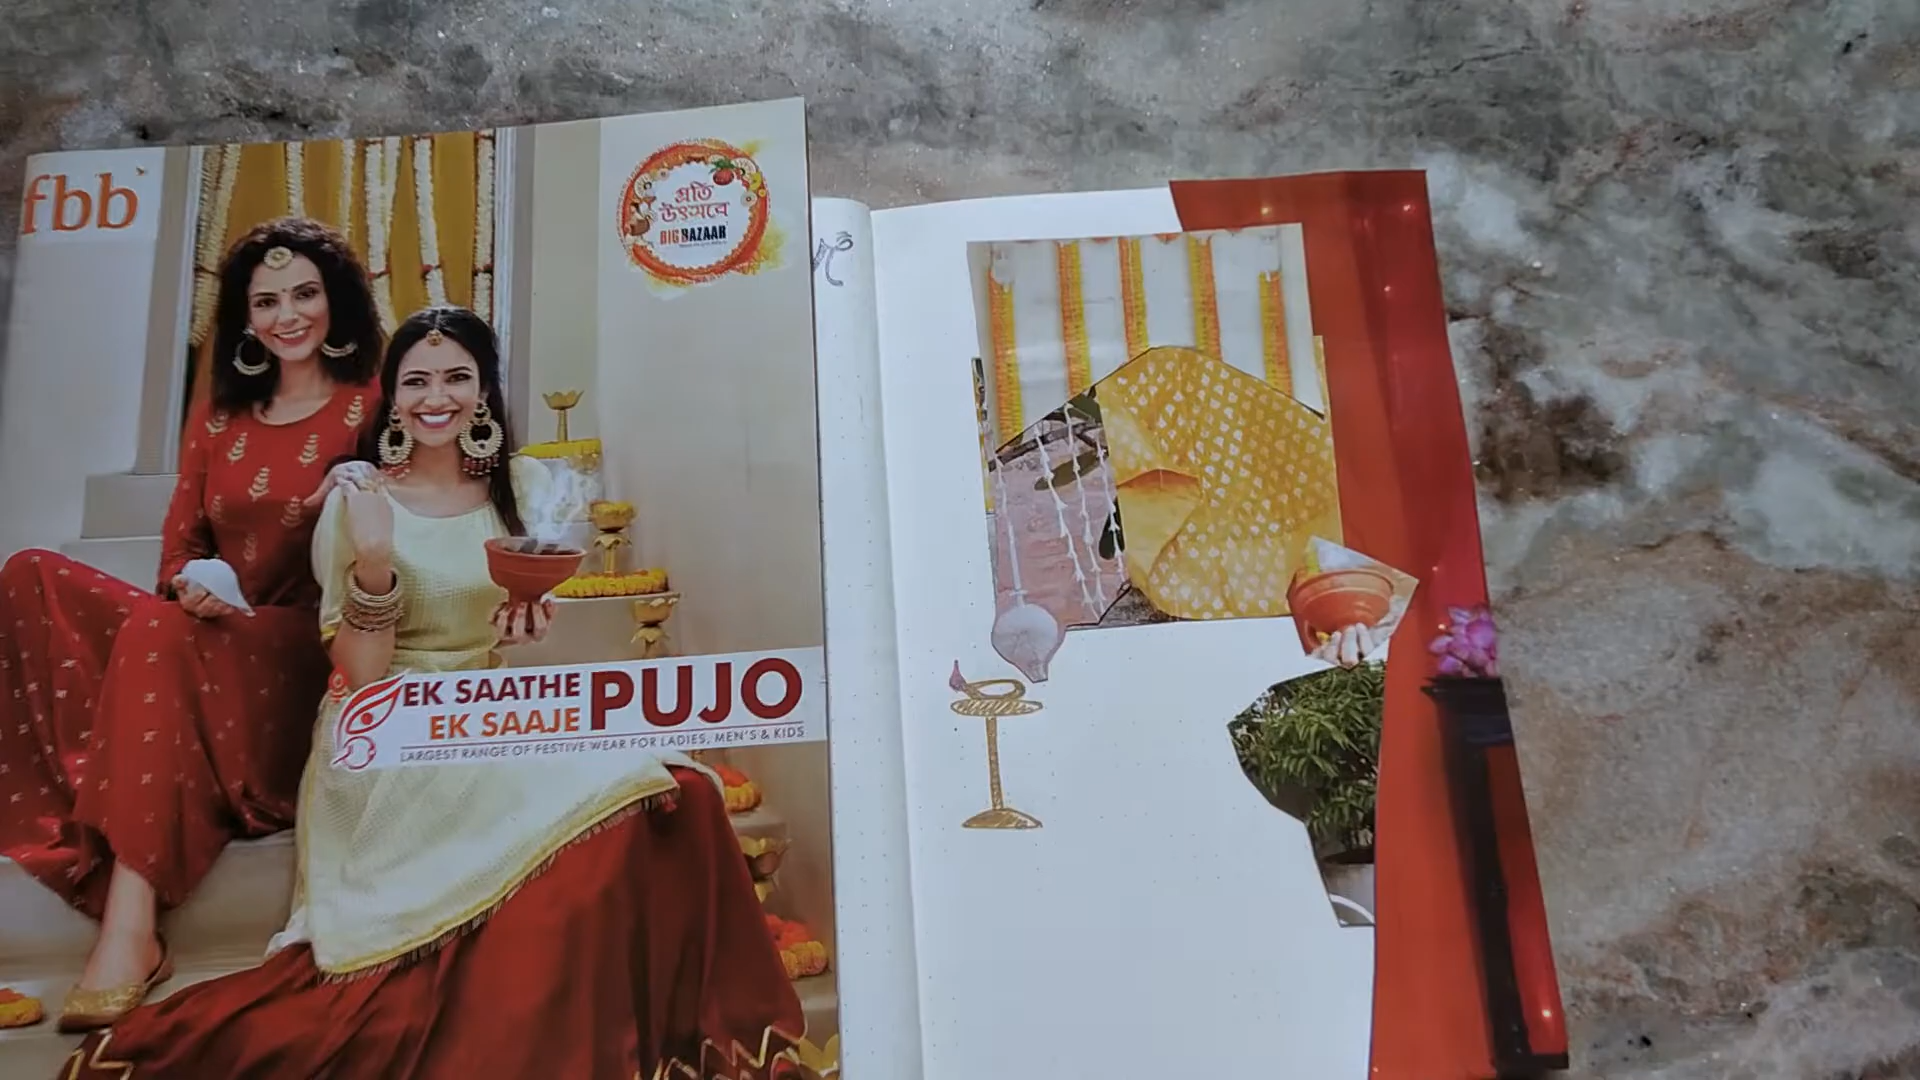 fbb
প্রতি
উৎসবে
BIG BAZAAR
EK SAATHE
EK SAAJE
PUJO
LARGEST RANGE OF FESTIVE WEAR FOR LADIES, MEN'S & KIDS